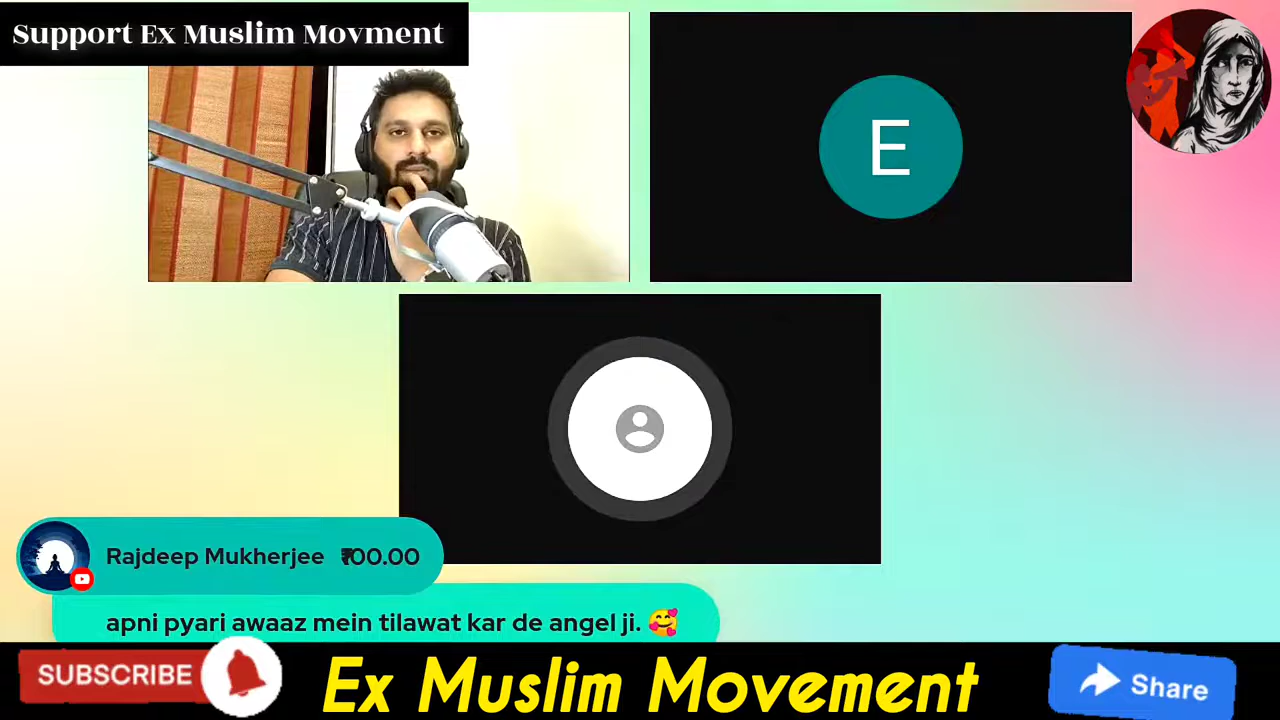 Support Ex Muslim Movment
E
Rajdeep Mukherjee ₹100.00
apni pyari awaaz mein tilawat kar de angel ji. 🥰
SUBSCRIBE
Ex Muslim Movement
Share